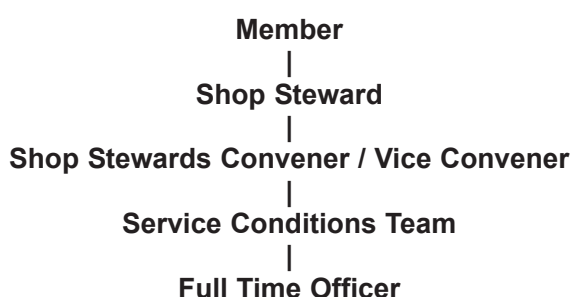 Member
|
Shop Steward
|
Shop Stewards Convener / Vice Convener
|
Service Conditions Team
|
Full Time Officer